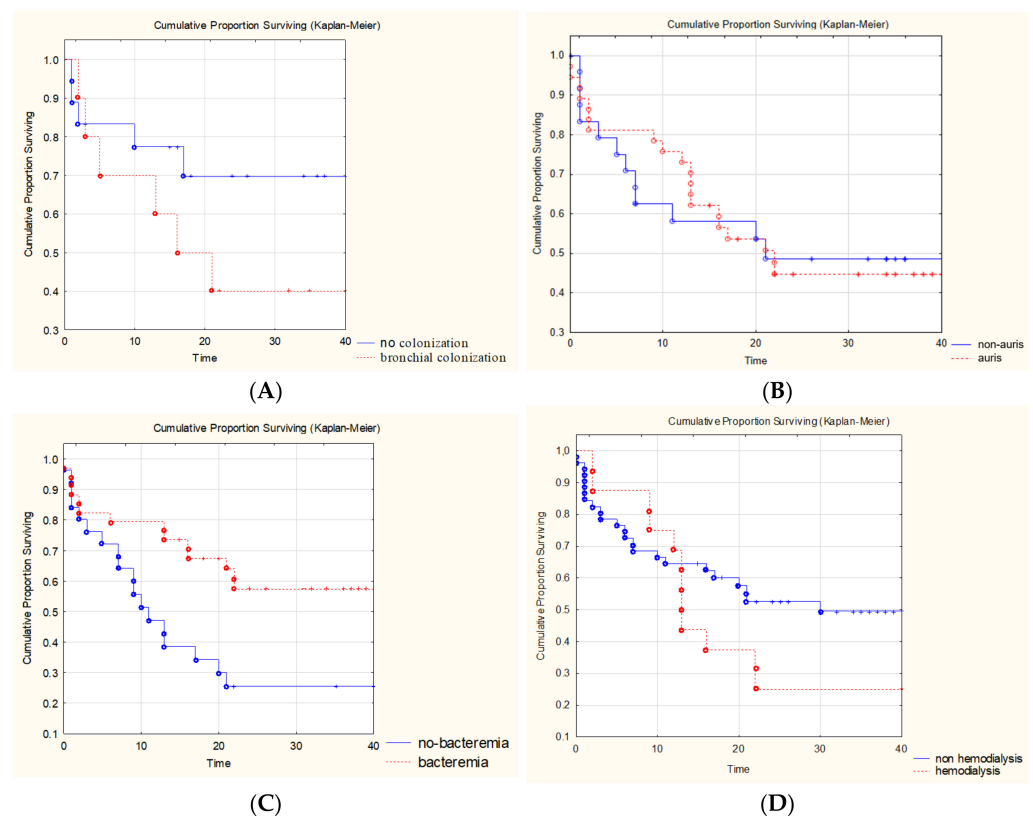 Cumulative Proportion Surviving (Kaplan-Meier)
Cumulative Proportion Surviving
1.0
0.9
0.8
0.7
0.6
0.5
0.4
0.3
0 10 20 30 40
Time
no colonization
bronchial colonization
(A)
Cumulative Proportion Surviving (Kaplan-Meier)
Cumulative Proportion Surviving
1.0
0.9
0.8
0.7
0.6
0.5
0.4
0.3
0 10 20 30 40
Time
non-auris
auris
(B)
Cumulative Proportion Surviving (Kaplan-Meier)
Cumulative Proportion Surviving
1.0
0.9
0.8
0.7
0.6
0.5
0.4
0.3
0.2
0.1
0 10 20 30 40
Time
no-bacteremia
bacteremia
(C)
Cumulative Proportion Surviving (Kaplan-Meier)
Cumulative Proportion Surviving
1.0
0.9
0.8
0.7
0.6
0.5
0.4
0.3
0.2
0.1
0 10 20 30 40
Time
non hemodialysis
hemodialysis
(D)